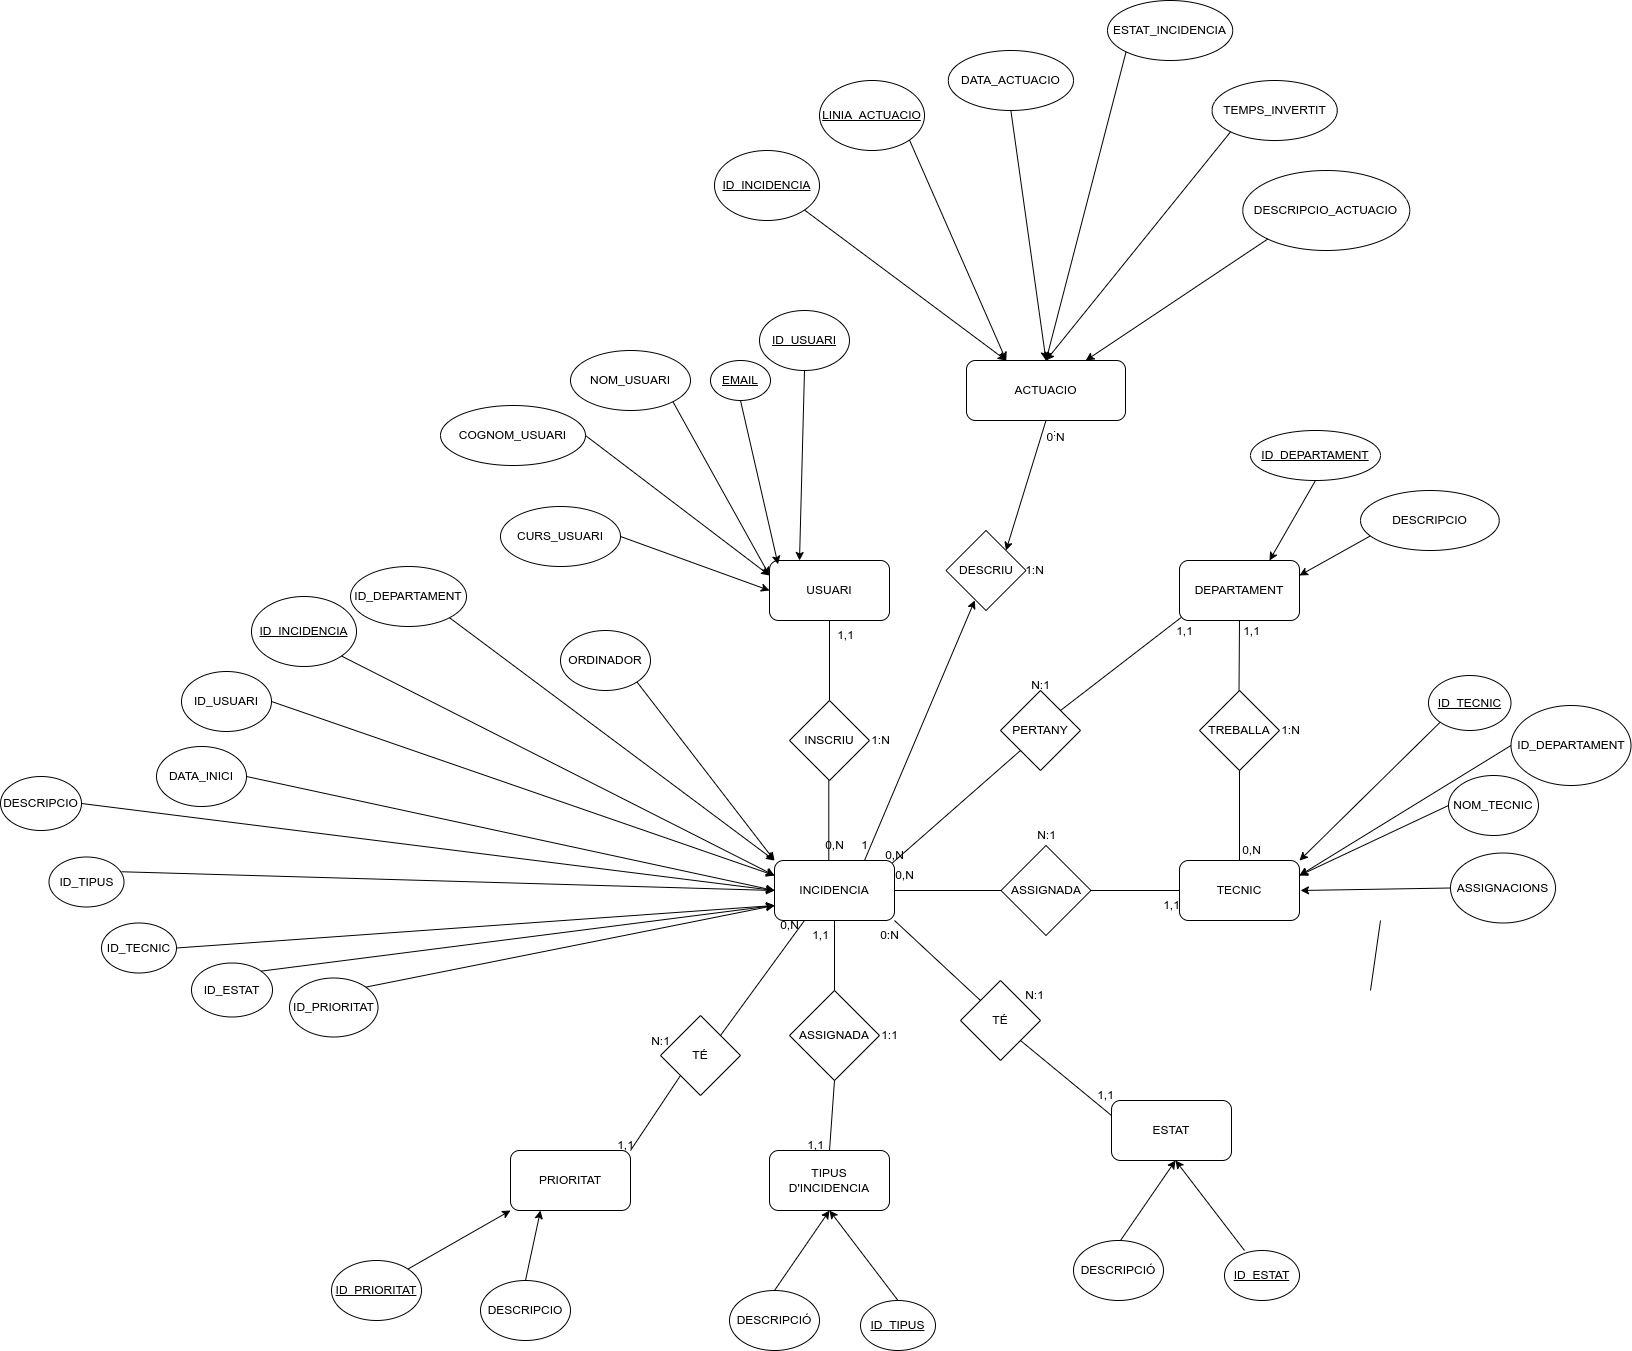 ESTAT_INCIDENCIA
DATA_ACTUACIO
TEMPS_INVERTIT
LINIA_ACTUACIO
ID_INCIDENCIA
DESCRIPCIO_ACTUACIO
ID_USUARI
NOM_USUARI
EMAIL
COGNOM_USUARI
ACTUACIO
0:N
ID_DEPARTAMENT
DESCRIPCIO
CURS_USUARI
USUARI
DESCRIU
1:N
DEPARTAMENT
ID_DEPARTAMENT
ID_INCIDENCIA
1,1
1,1
1,1
ORDINADOR
ID_USUARI
N:1
ID_TECNIC
INSCRIU
1:N
PERTANY
TREBALLA
1:N
ID_DEPARTAMENT
DATA_INICI
DESCRIPCIO
NOM_TECNIC
N:1
0,N
1
0,N
0,N
0,N
ID_TIPUS
INCIDENCIA
ASSIGNADA
TECNIC
ASSIGNACIONS
1,1
0,N
1,1
0:N
ID_TECNIC
ID_ESTAT
ID_PRIORITAT
N:1
N:1
TÉ
ASSIGNADA
1:1
TÉ
1,1
ESTAT
1,1
1,1
PRIORITAT
TIPUS
D'INCIDENCIA
DESCRIPCIÓ
ID_ESTAT
ID_PRIORITAT
DESCRIPCIO
DESCRIPCIÓ
ID_TIPUS